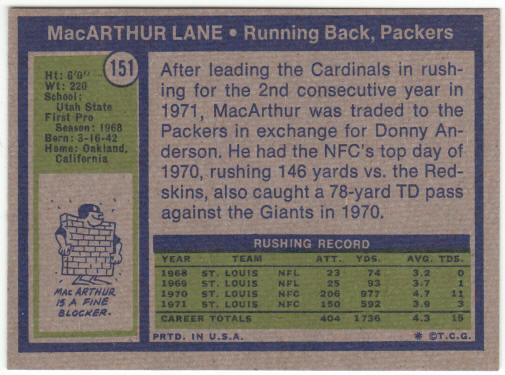 MacARTHUR LANE • Running Back, Packers
151
Ht: 6'0"
Wt: 220
School:
Utah State
First Pro
Season: 1968
Born: 3-16-42
Home: Oakland,
California
After leading the Cardinals in rush-
ing for the 2nd consecutive year in
1971, MacArthur was traded to the
Packers in exchange for Donny An-
derson. He had the NFC's top day of
1970, rushing 146 yards vs. the Red-
skins, also caught a 78-yard TD pass
against the Giants in 1970.
MAC ARTHUR
IS A FINE
BLOCKER.
RUSHING RECORD
YEAR TEAM ATT. YDS. AVG. TDS.
1968 ST. LOUIS NFL 23 74 3.2 0
1969 ST. LOUIS NFL 25 93 3.7 1
1970 ST. LOUIS NFC 206 977 4.7 11
1971 ST. LOUIS NFC 150 592 3.9 3
CAREER TOTALS 404 1736 4.3 15
PRTD. IN U.S.A. * ©T.C.G.